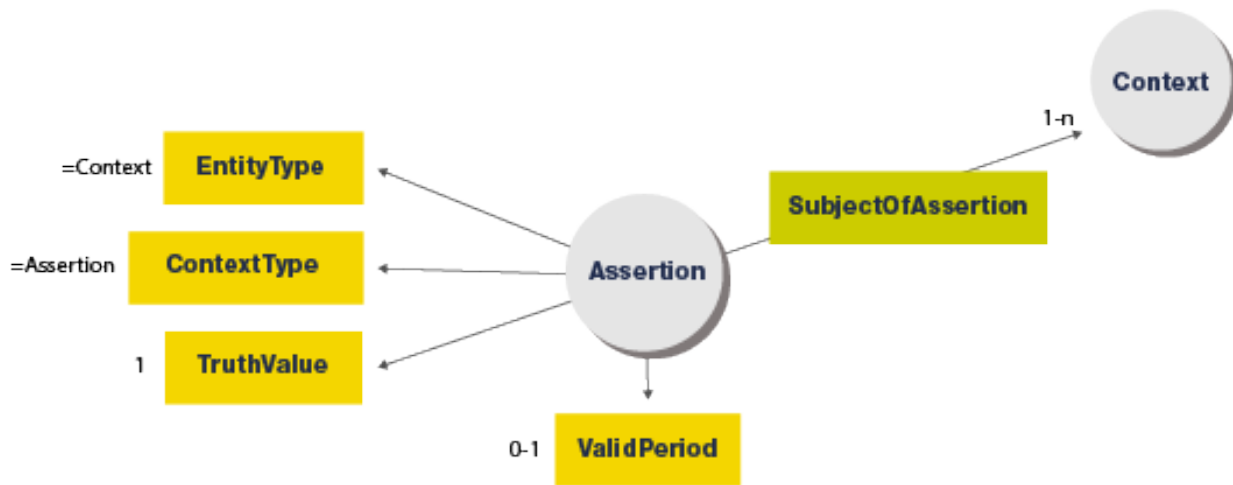 Context
1-n
=Context EntityType
SubjectOfAssertion
=Assertion ContextType
Assertion
1 TruthValue
0-1 ValidPeriod